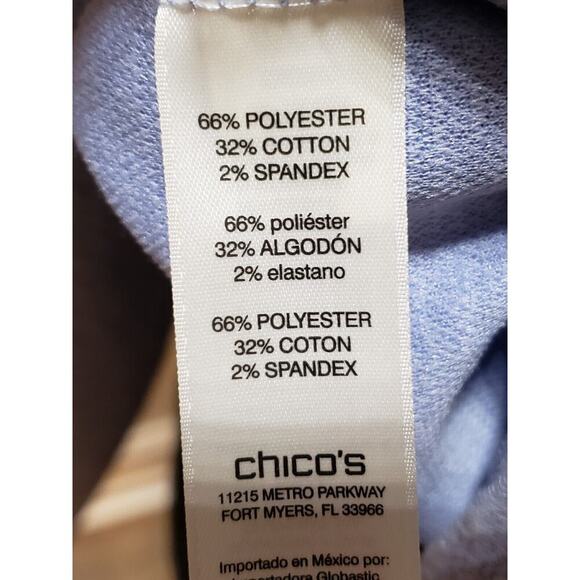 66% POLYESTER
32% COTTON
2% SPANDEX
66% poliéster
32% ALGODÓN
2% elastano
66% POLYESTER
32% COTON
2% SPANDEX
chico's
11215 METRO PARKWAY
FORT MYERS, FL 33966
Importado en México por:
Globastic